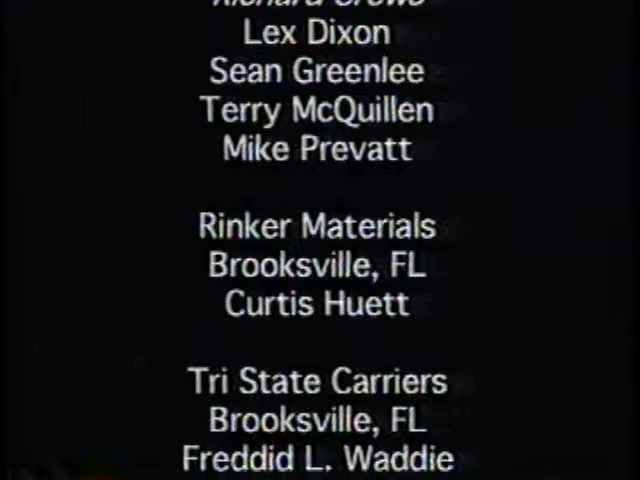 Lex Dixon
Sean Greenlee
Terry McQuillen
Mike Prevatt
Rinker Materials
Brooksville, FL
Curtis Huett
Tri State Carriers
Brooksville, FL
Freddid L. Waddie